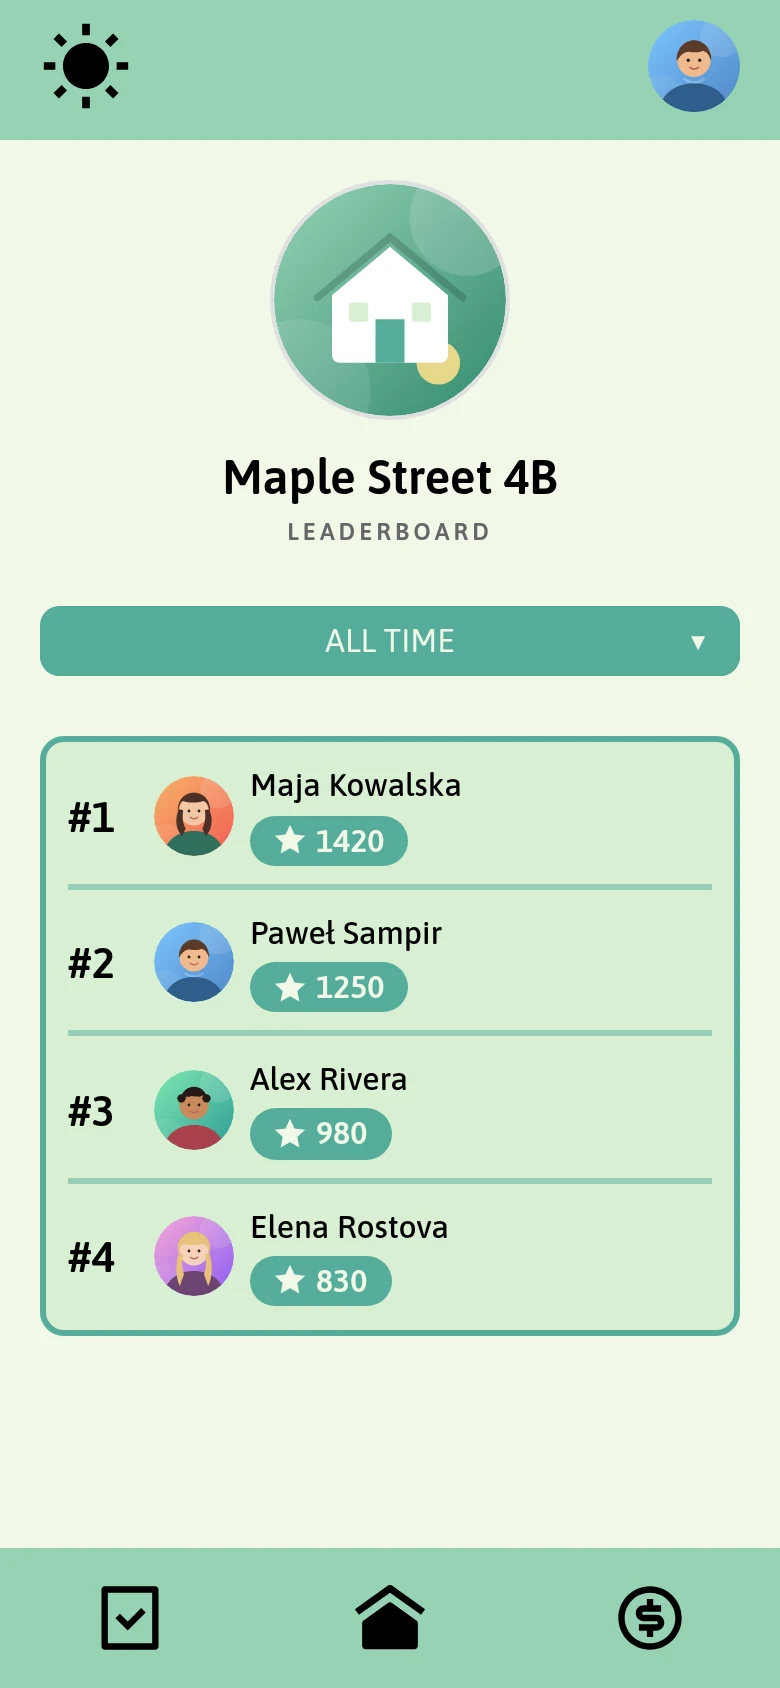 Maple Street 4B
LEADERBOARD
ALL TIME ▼
#1
Maja Kowalska
★ 1420
#2
Paweł Sampir
★ 1250
#3
Alex Rivera
★ 980
#4
Elena Rostova
★ 830